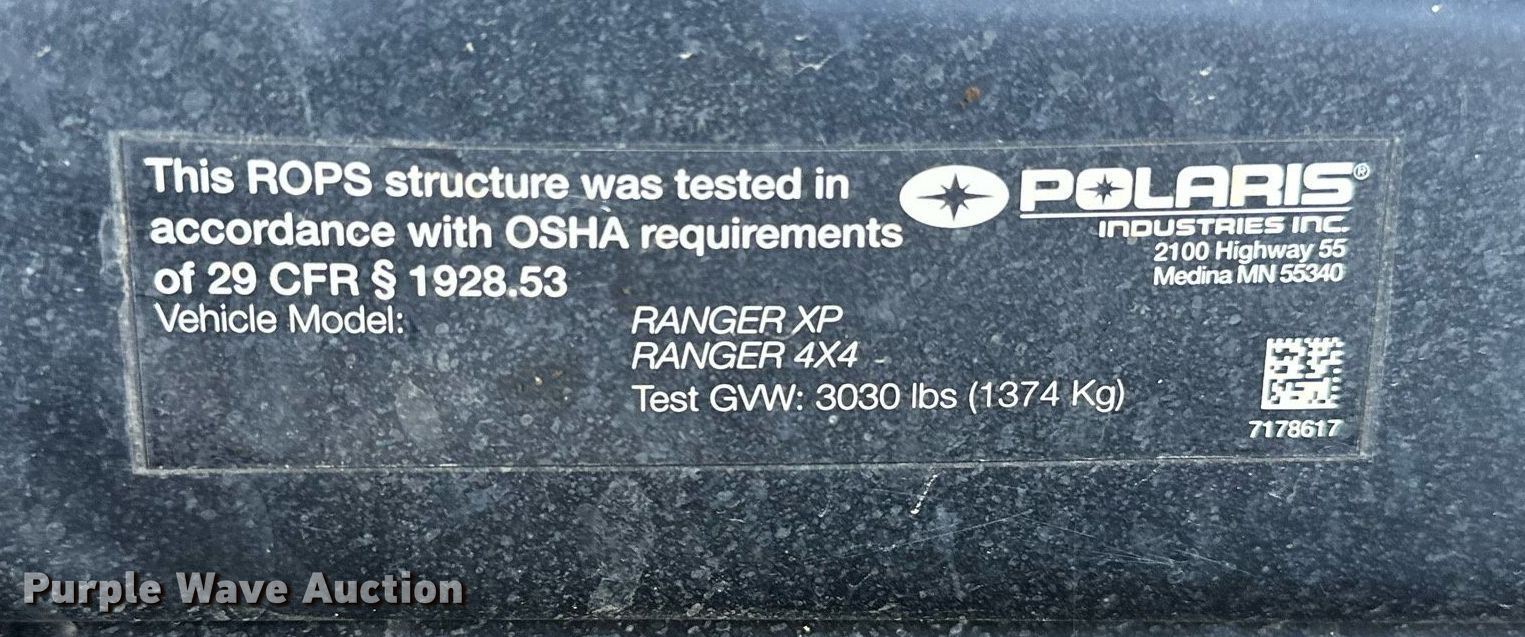 This ROPS structure was tested in
accordance with OSHA requirements
of 29 CFR § 1928.53
Vehicle Model:
RANGER XP
RANGER 4X4
Test GVW: 3030 lbs (1374 Kg)
POLARIS®
INDUSTRIES INC.
2100 Highway 55
Medina MN 55340
7178617
Purple Wave Auction